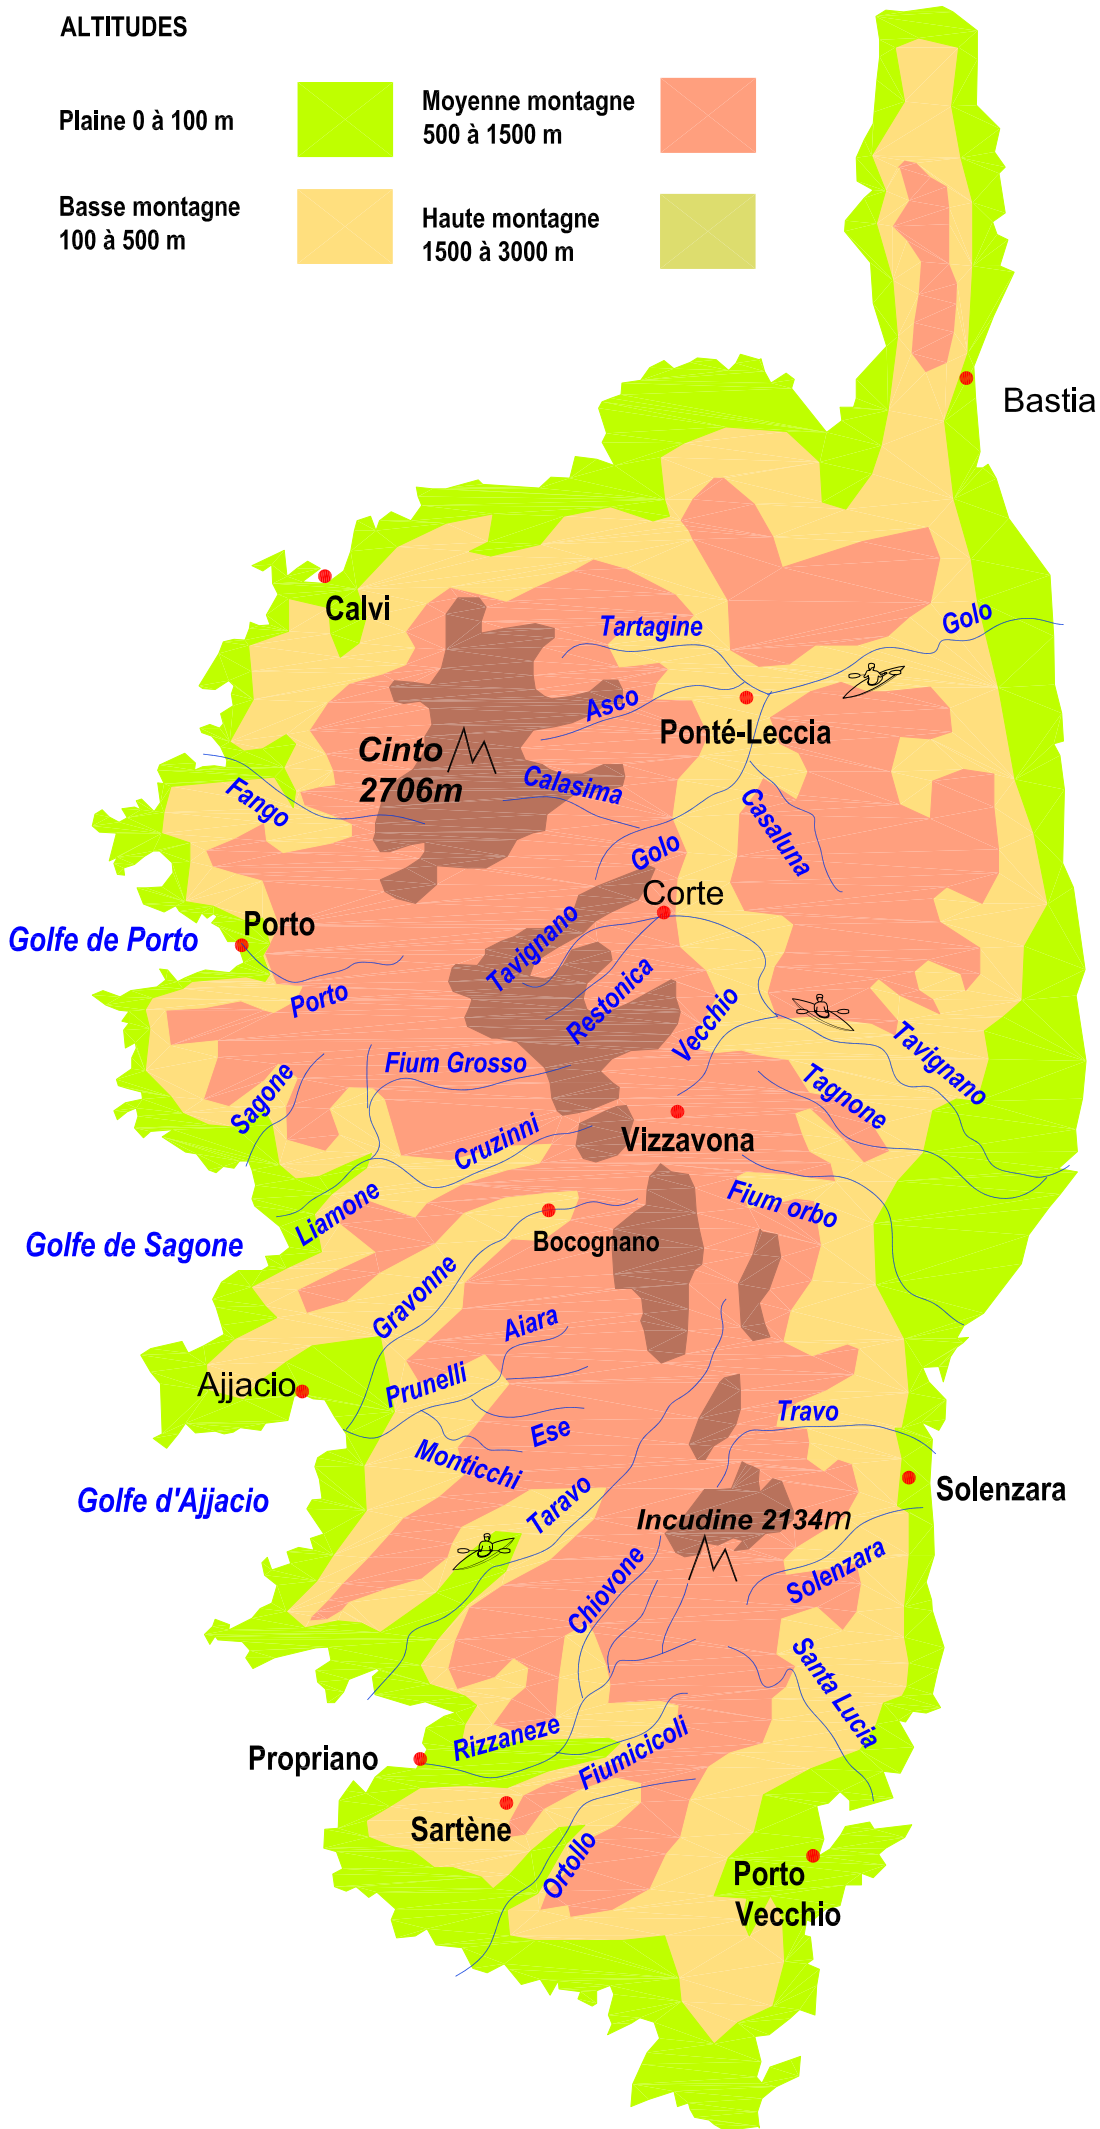 ALTITUDES
Plaine 0 à 100 m
Moyenne montagne
500 à 1500 m
Basse montagne
100 à 500 m
Haute montagne
1500 à 3000 m
Bastia
Calvi
Tartagine
Golo
Asco
Ponté-Leccia
Cinto
2706m
Calasima
Fango
Casaluna
Golo
Corte
Porto
Golfe de Porto
Tavignano
Restonica
Porto
Vecchio
Tavignano
Fium Grosso
Tagnone
Sagone
Cruzinni
Vizzavona
Liamone
Fium orbo
Golfe de Sagone
Bocognano
Gravonne
Aiara
Ajjacio
Prunelli
Travo
Ese
Monticchi
Golfe d'Ajjacio
Taravo
Solenzara
Incudine 2134m
Chiovone
Solenzara
Santa Lucia
Rizzaneze
Propriano
Fiumicicoli
Sartène
Ortollo
Porto
Vecchio